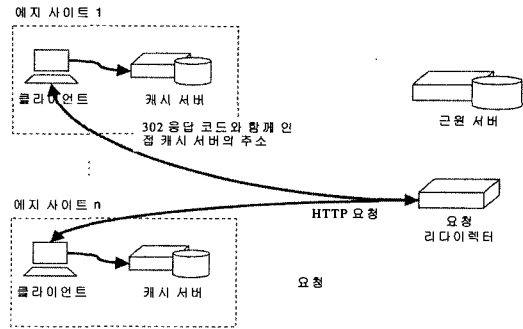 에지 사이트 1
클라이언트
캐시 서버
근원 서버
302 응답 코드와 함께 인
접 캐시 서버의 주소
에지 사이트 n
HTTP 요청
요청
리다이렉터
클라이언트
캐시 서버
요청